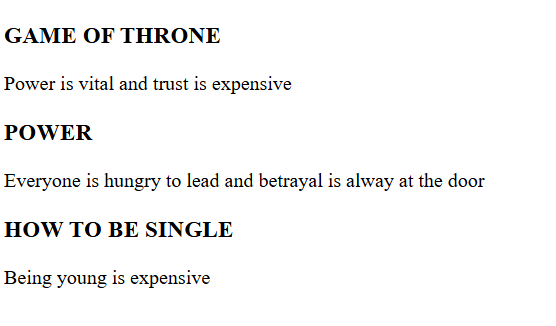 GAME OF THRONE
Power is vital and trust is expensive
POWER
Everyone is hungry to lead and betrayal is alway at the door
HOW TO BE SINGLE
Being young is expensive